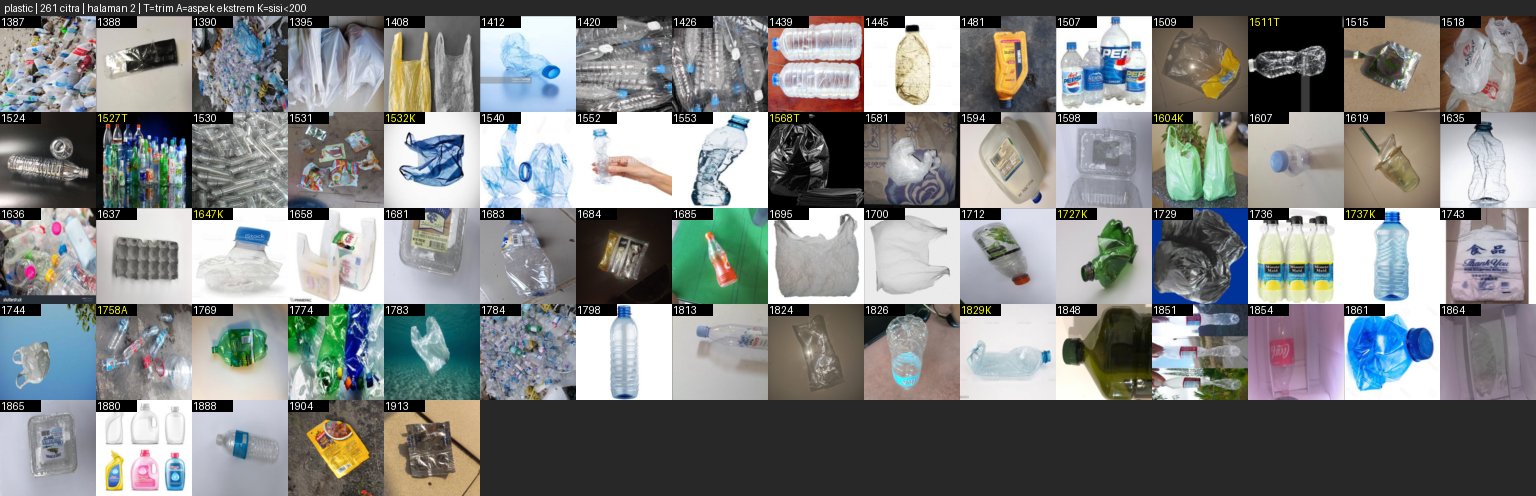 plastic | 261 citra | halaman 2 | T=trim A=aspek ekstrem K=sisi<200
1387 1390 1395 1408 1412 1420 1426 1439 1445 1481 1507 1509 1511T 1515 1518
PEPSI
1524 1527T 1530 1531 1532K 1540 1552 1553 1568T 1581 1594 1598 1604K 1607 1619 1635
1636 1637 1647K 1658 1681 1683 1684 1685 1695 1700 1712 1727K 1729 1736 1737K 1743
iStock
Thank You
1744 1758A 1769 1774 1783 1784 1798 1813 1824 1826 1829K 1848 1851 1854 1861 1864
1865 1880 1888 1904 1913